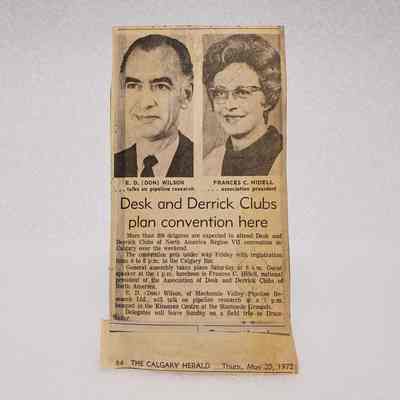 E. D. (DON) WILSON
... talks on pipeline research
FRANCES C. HIDELL
... association president
Desk and Derrick Clubs
plan convention here
More than 200 delegates are expected to attend Desk and
Derrick Clubs of North America Region VII convention in
Calgary over the weekend.
The convention gets under way Friday with registration
from 4 to 8 p.m. in the Calgary Inn.
General assembly takes place Saturday at 9 a.m. Guest
speaker at the 1 p.m. luncheon is Frances C. Hidell, national
president of the Association of Desk and Derrick Clubs of
North America.
E. D. (Don) Wilson, of Mackenzie Valley Pipeline Re-
search Ltd., will talk on pipeline research at a 7 p.m.
banquet in the Kinsmen Centre at the Stampede Grounds.
Delegates will leave Sunday on a field trip to Drum-
heller.
64 THE CALGARY HERALD Thurs., May 25, 1972